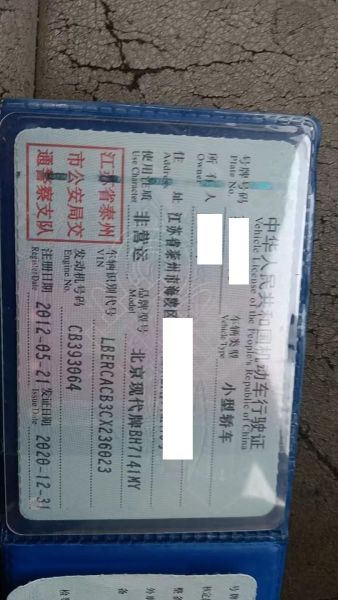 中华人民共和国机动车行驶证
Vehicle License of the People's Republic of China
号牌号码
Plate No.
车辆类型 小型轿车
Vehicle Type
所有人
Owner
住址 江苏省泰州市海陵区
Address
使用性质 非营运 品牌型号 北京现代牌BH7141MY
Use Character Model
江苏省泰州
市公安局交
通警察支队
车辆识别代号 LBERCACB3CX236023
VIN
发动机号码 CB393064
Engine No.
注册日期 2012-05-21 发证日期 2020-12-31
Register Date Issue Date